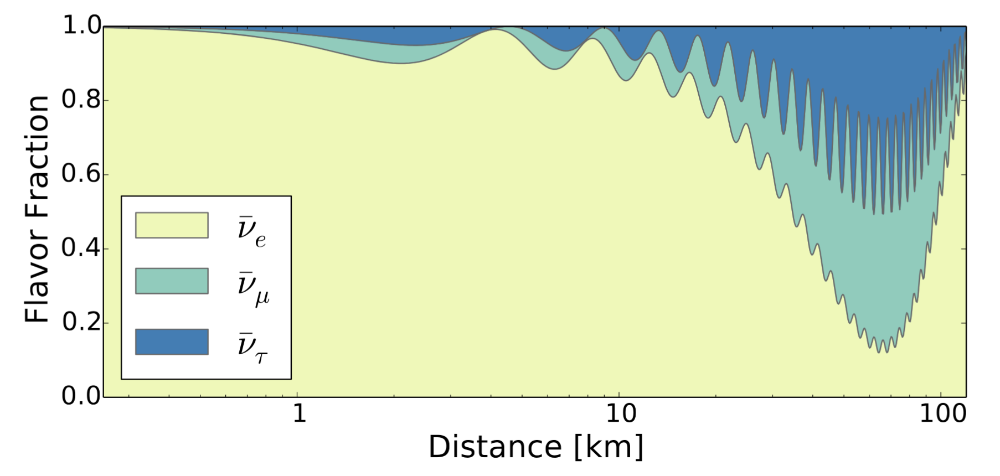 1.0
0.8
0.6
0.4
0.2
0.0
Flavor Fraction
ν̄e
ν̄μ
ν̄τ
1 10 100
Distance [km]